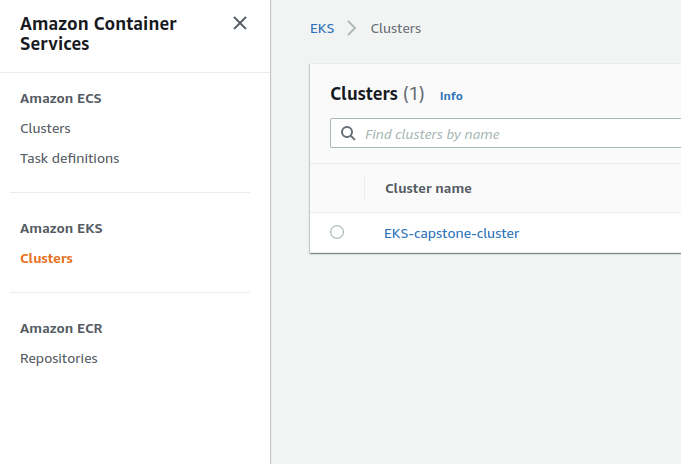 Amazon Container
Services
Amazon ECS
Clusters
Task definitions
Amazon EKS
Clusters
Amazon ECR
Repositories
EKS Clusters
Clusters (1) Info
Find clusters by name
Cluster name
EKS-capstone-cluster